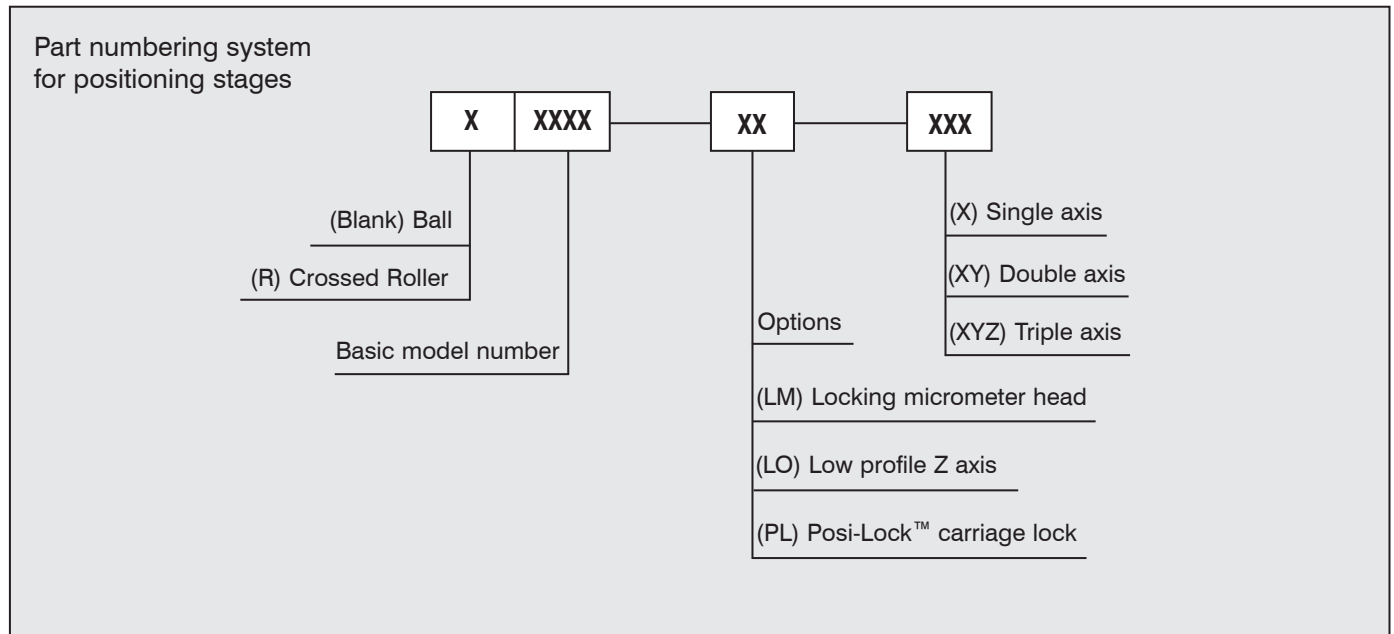 Part numbering system
for positioning stages
X XXXX XX XXX
(Blank) Ball
(R) Crossed Roller
Basic model number
Options
(LM) Locking micrometer head
(LO) Low profile Z axis
(PL) Posi-Lock™ carriage lock
(X) Single axis
(XY) Double axis
(XYZ) Triple axis